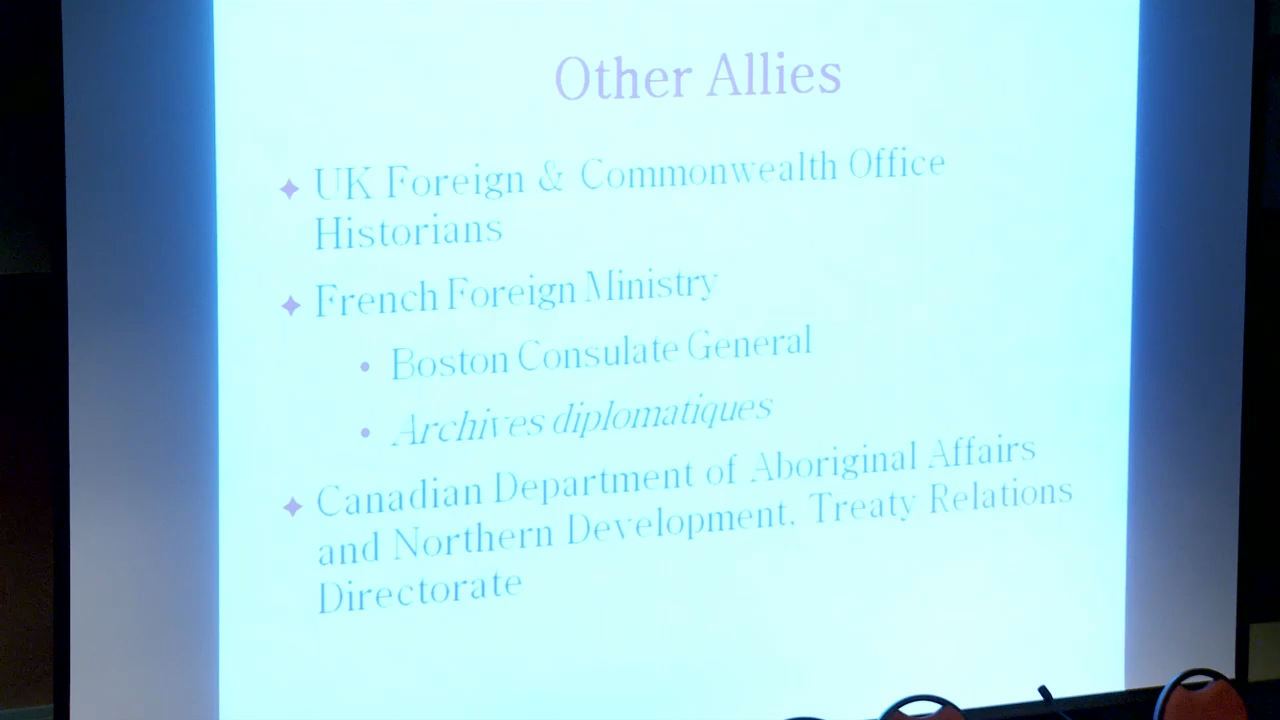 Other Allies
UK Foreign & Commonwealth Office
Historians
French Foreign Ministry
Boston Consulate General
Archives diplomatiques
Canadian Department of Aboriginal Affairs
and Northern Development, Treaty Relations
Directorate